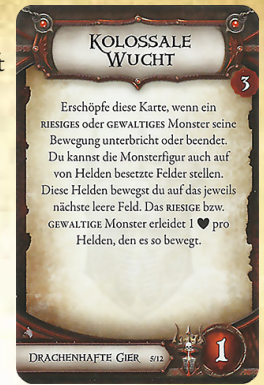 KOLOSSALE
WUCHT
3
Erschöpfe diese Karte, wenn ein
RIESIGES oder GEWALTIGES Monster seine
Bewegung unterbricht oder beendet.
Du kannst die Monsterfigur auch auf
von Helden besetzte Felder stellen.
Diese Helden bewegst du auf das jeweils
nächste leere Feld. Das RIESIGE bzw.
GEWALTIGE Monster erleidet 1 ♥ pro
Helden, den es so bewegt.
DRACHENHAFTE GIER 5/12
1